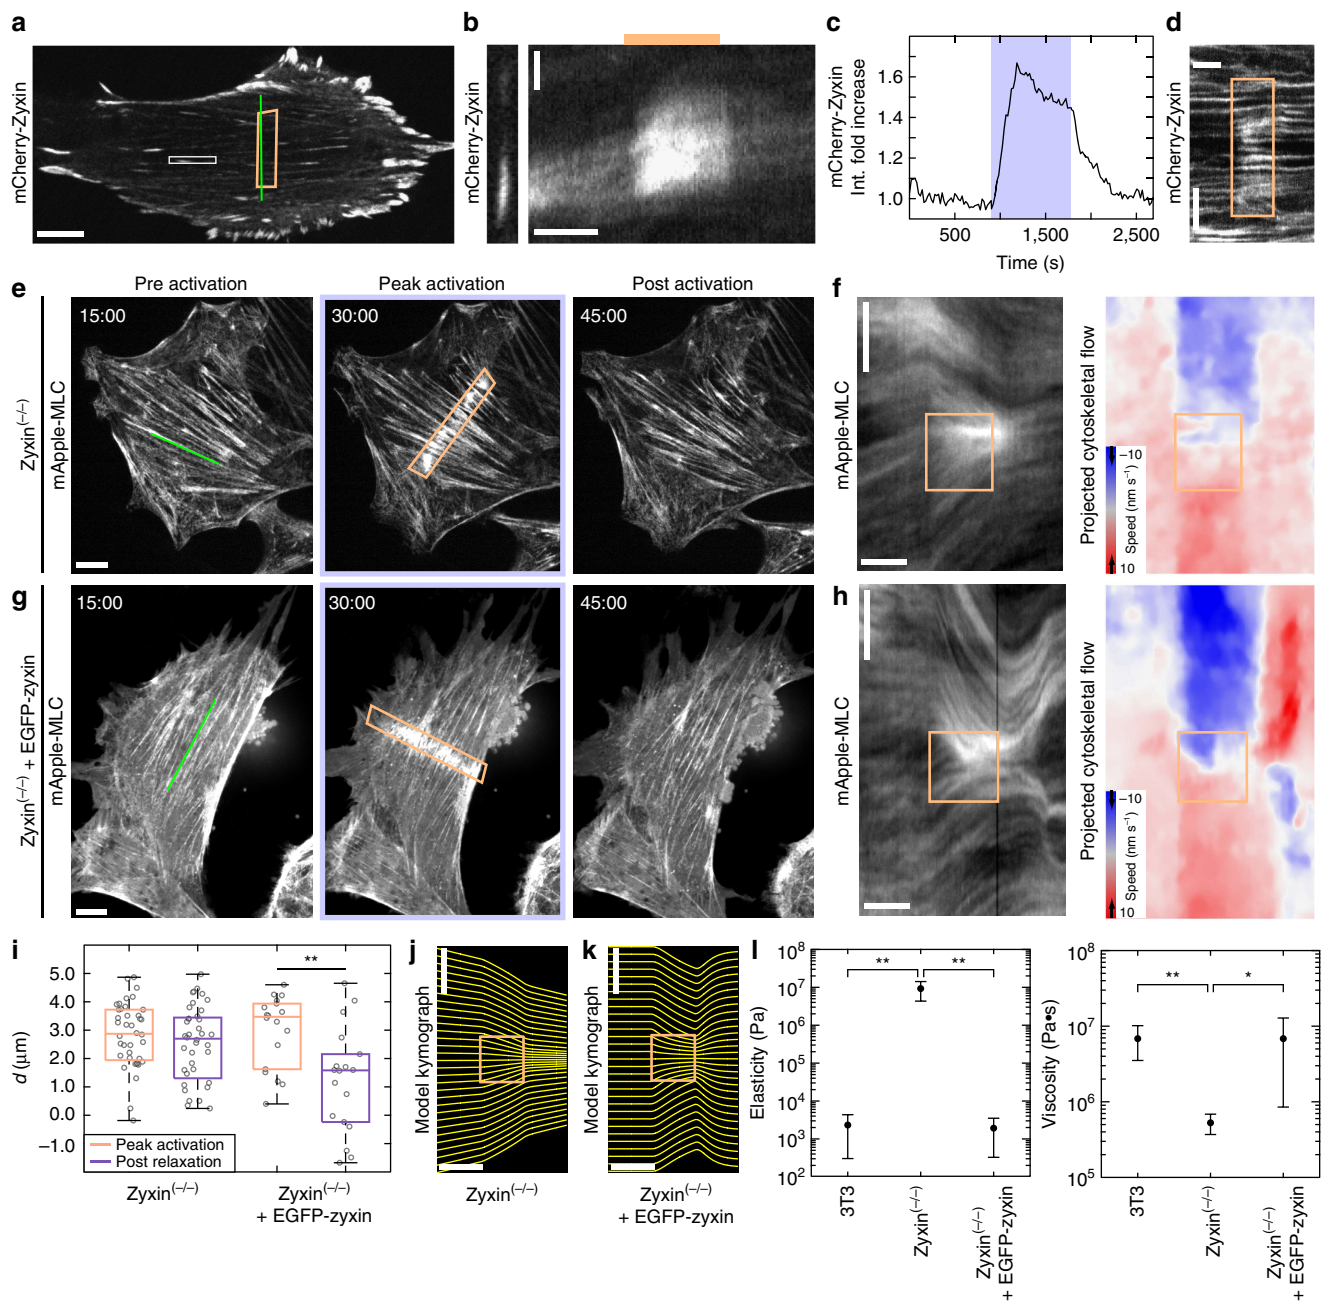 a
mCherry-Zyxin
b
c
mCherry-Zyxin
Int. fold increase
1.6
1.4
1.2
1.0
500
1,500
2,500
Time (s)
d
mCherry-Zyxin
e
Pre activation
Peak activation
Post activation
Zyxin(–/–)
mApple-MLC
15:00
30:00
45:00
f
mApple-MLC
Projected cytoskeletal flow
–10
Speed (nm s–1)
10
g
Zyxin(–/–) + EGFP-zyxin
mApple-MLC
15:00
30:00
45:00
h
mApple-MLC
Projected cytoskeletal flow
–10
Speed (nm s–1)
10
i
d (μm)
5.0
4.0
3.0
2.0
1.0
0.0
–1.0
**
Peak activation
Post relaxation
Zyxin(–/–)
Zyxin(–/–)
+ EGFP-zyxin
j
Model kymograph
Zyxin(–/–)
k
Model kymograph
Zyxin(–/–)
+ EGFP-zyxin
l
Elasticity (Pa)
10⁸
10⁷
10⁶
10⁵
10⁴
10³
10²
**
**
3T3
Zyxin(–/–)
Zyxin(–/–)
+ EGFP-zyxin
Viscosity (Pa•s)
10⁸
10⁷
10⁶
10⁵
**
*
3T3
Zyxin(–/–)
Zyxin(–/–)
+ EGFP-zyxin